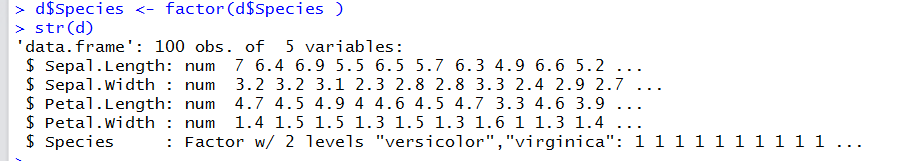 > d$Species <- factor(d$Species )
> str(d)
'data.frame': 100 obs. of  5 variables:
 $ Sepal.Length: num  7 6.4 6.9 5.5 6.5 5.7 6.3 4.9 6.6 5.2 ...
 $ Sepal.Width : num  3.2 3.2 3.1 2.3 2.8 2.8 3.3 2.4 2.9 2.7 ...
 $ Petal.Length: num  4.7 4.5 4.9 4 4.6 4.5 4.7 3.3 4.6 3.9 ...
 $ Petal.Width : num  1.4 1.5 1.5 1.3 1.5 1.3 1.6 1 1.3 1.4 ...
 $ Species     : Factor w/ 2 levels "versicolor","virginica": 1 1 1 1 1 1 1 1 1 1 ...
>